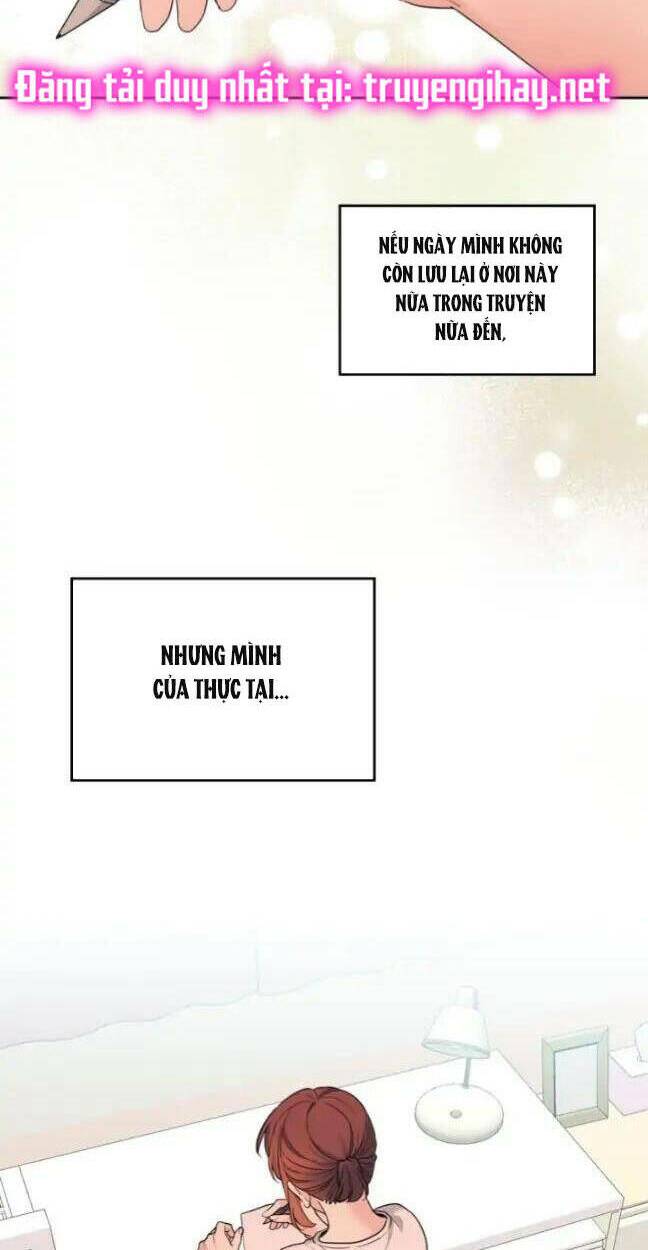 Đăng tải duy nhất tại: truyengihay.net
NẾU NGÀY MÌNH KHÔNG
CÒN LƯU LẠI Ở NƠI NÀY
NỮA TRONG TRUYỆN
NỮA ĐẾN,
NHƯNG MÌNH
CỦA THỰC TẠI...